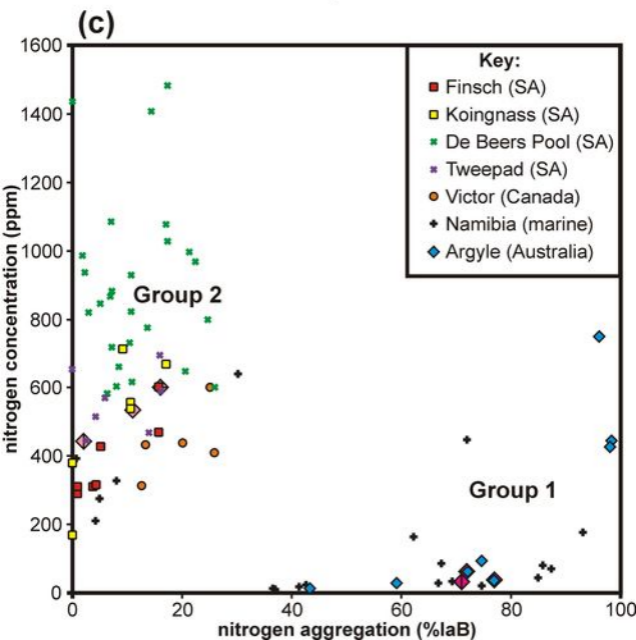 (c)
1600
1400
1200
1000
800
600
400
200
0
nitrogen concentration (ppm)
Key:
Finsch (SA)
Koingnass (SA)
De Beers Pool (SA)
Tweepad (SA)
Victor (Canada)
Namibia (marine)
Argyle (Australia)
Group 2
Group 1
0 20 40 60 80 100
nitrogen aggregation (%IaB)